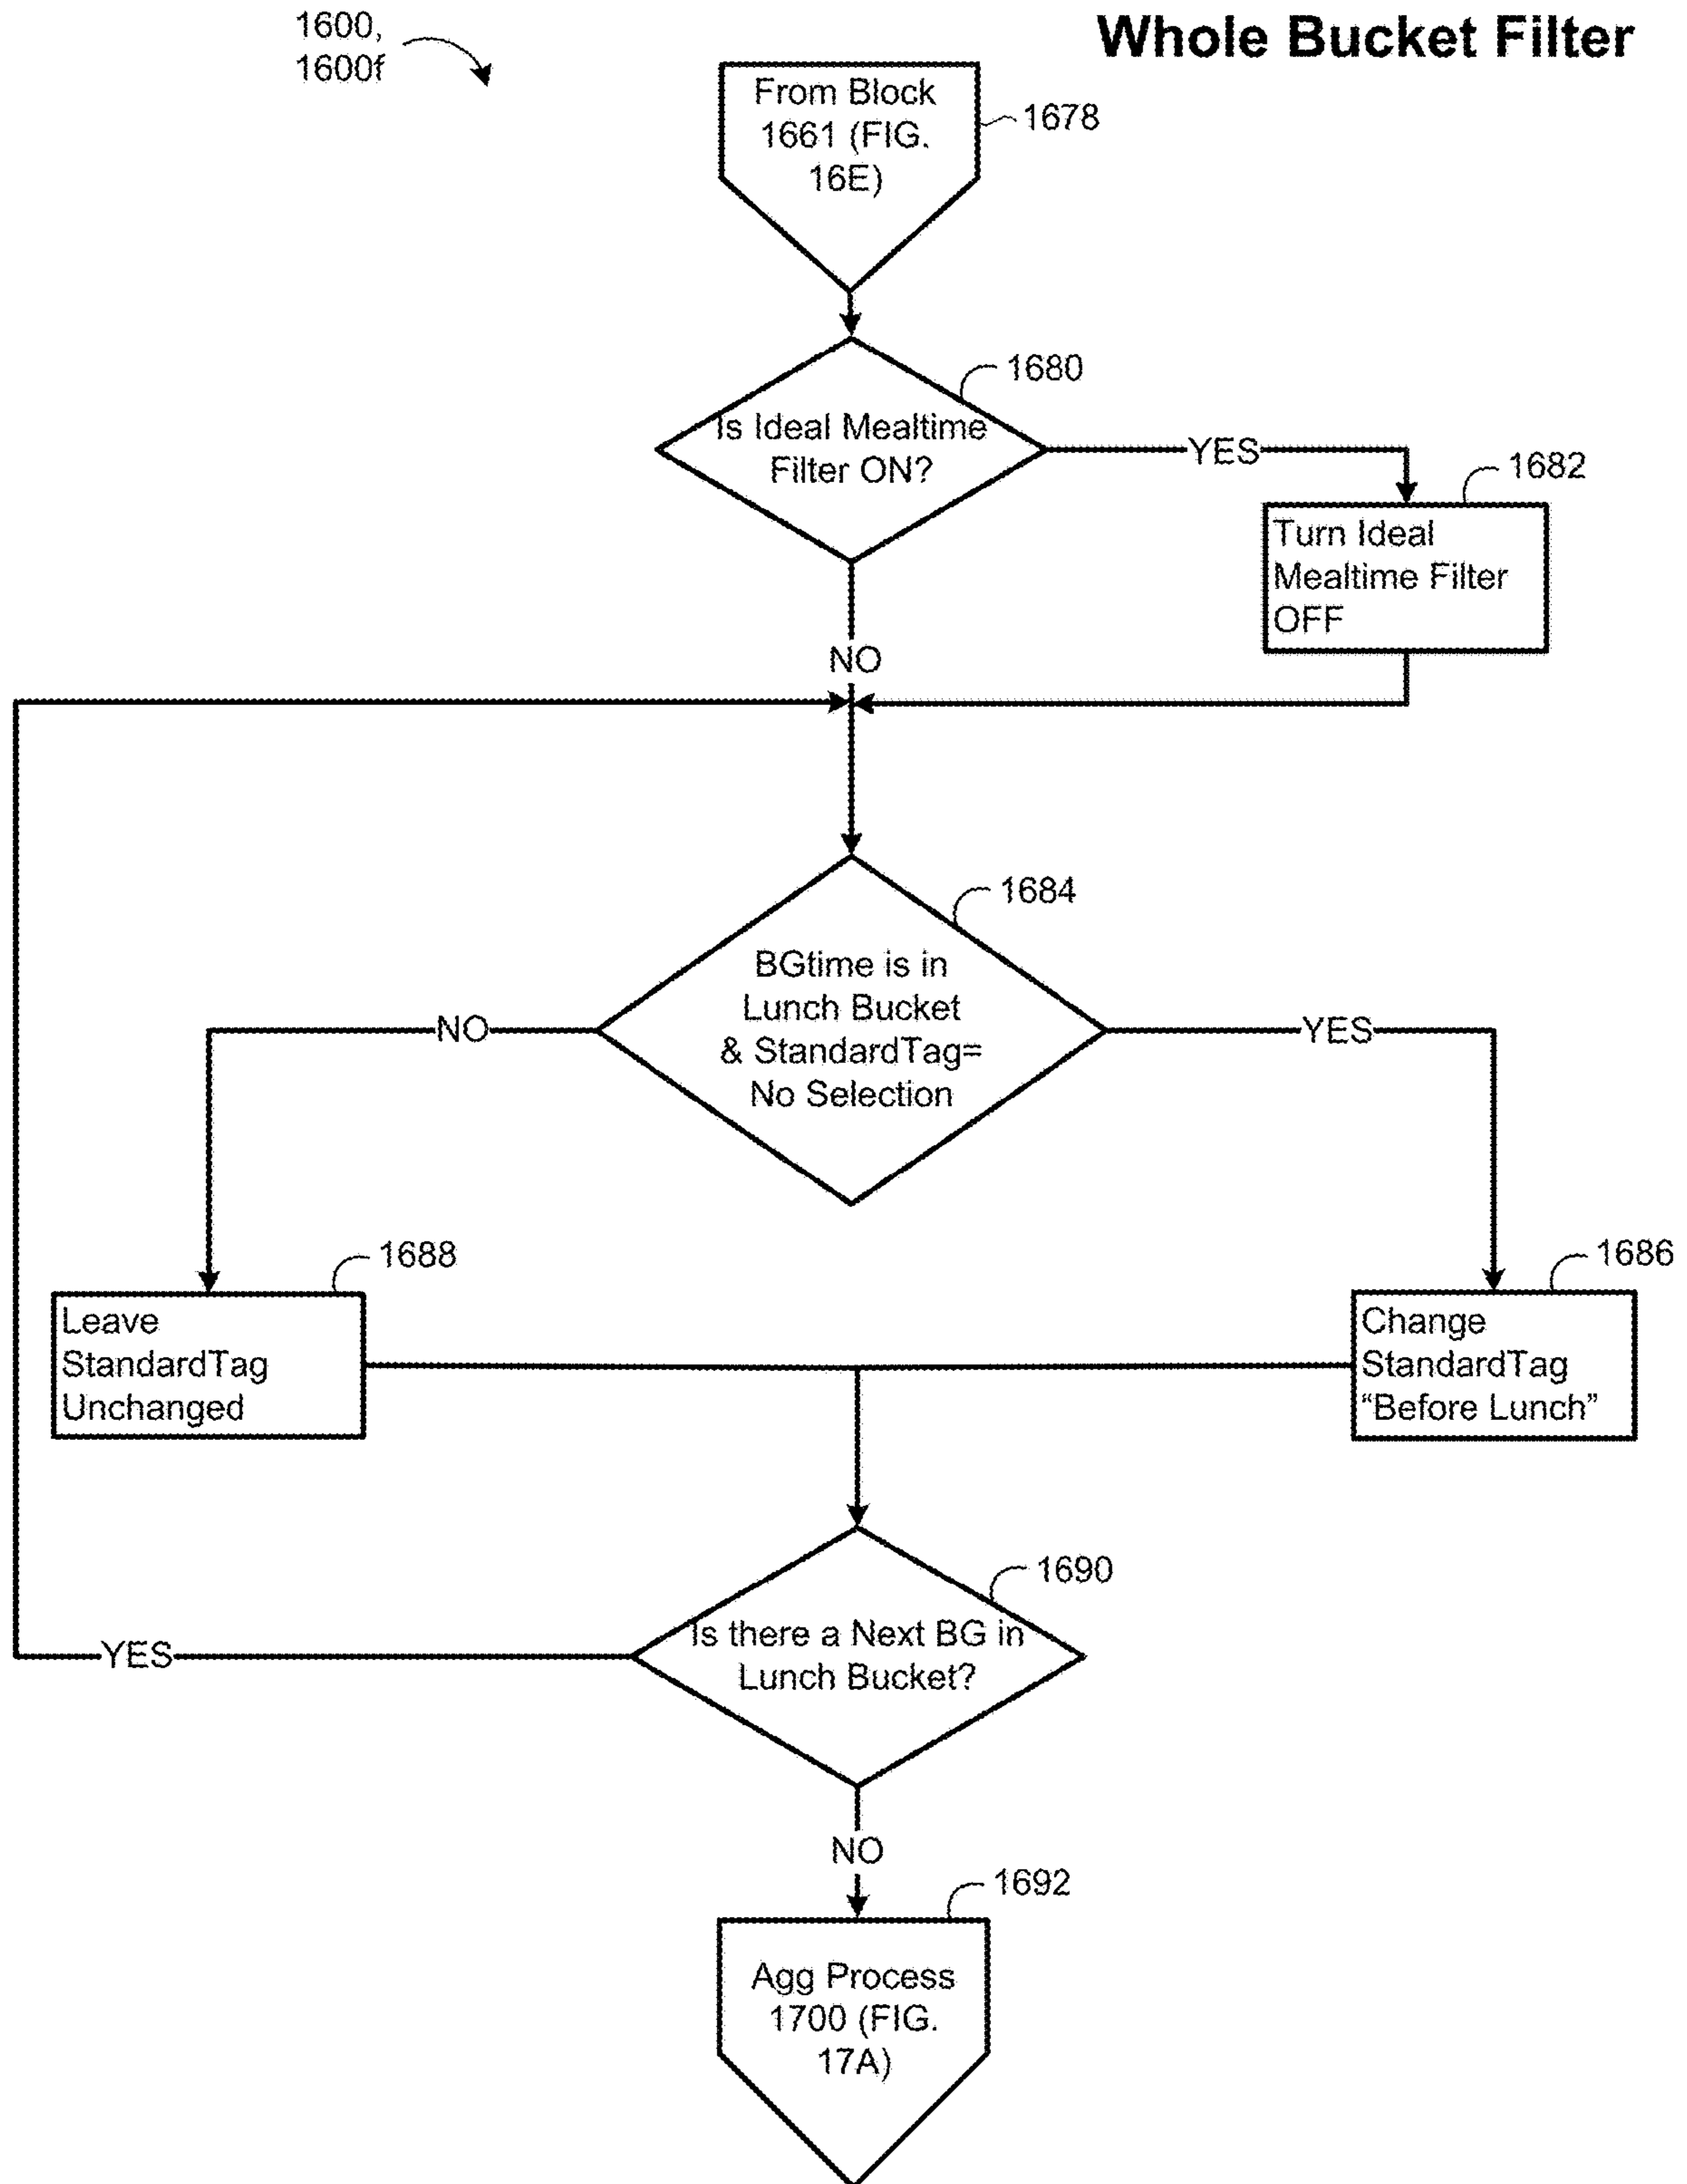 1600,
1600f
Whole Bucket Filter
From Block
1661 (FIG.
16E)
1678
1680
Is Ideal Mealtime
Filter ON?
YES
1682
Turn Ideal
Mealtime Filter
OFF
NO
1684
BGtime is in
Lunch Bucket
& StandardTag=
No Selection
NO
YES
1688
Leave
StandardTag
Unchanged
1686
Change
StandardTag
“Before Lunch”
1690
Is there a Next BG in
Lunch Bucket?
YES
NO
1692
Agg Process
1700 (FIG.
17A)